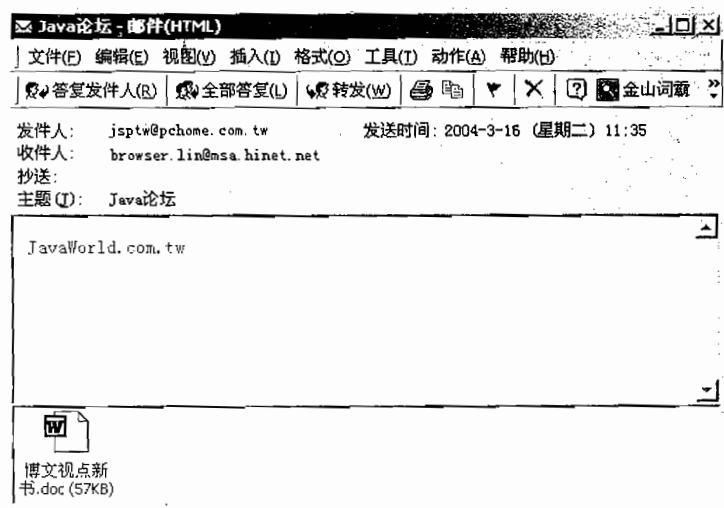 Java论坛 - 邮件(HTML)
文件(F) 编辑(E) 视图(V) 插入(I) 格式(O) 工具(T) 动作(A) 帮助(H)
答复发件人(R) 全部答复(L) 转发(W) 金山词霸
发件人: jsptw@pchome.com.tw 发送时间: 2004-3-16 (星期二) 11:35
收件人: browser.lin@msa.hinet.net
抄送:
主题(J): Java论坛
JavaWorld.com.tw
博文视点新
书.doc (57KB)